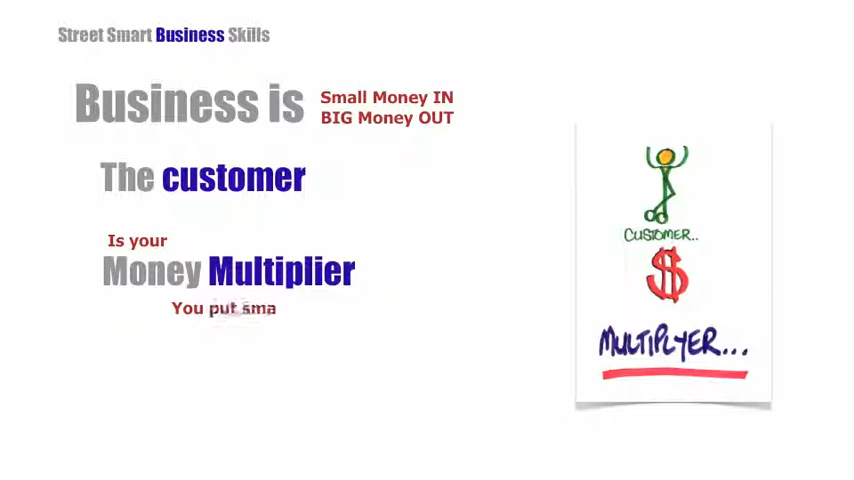 Street Smart Business Skills
Business is
Small Money IN
BIG Money OUT
The customer
Is your
Money Multiplier
You put sma
CUSTOMER..
$
MULTIPLYER...